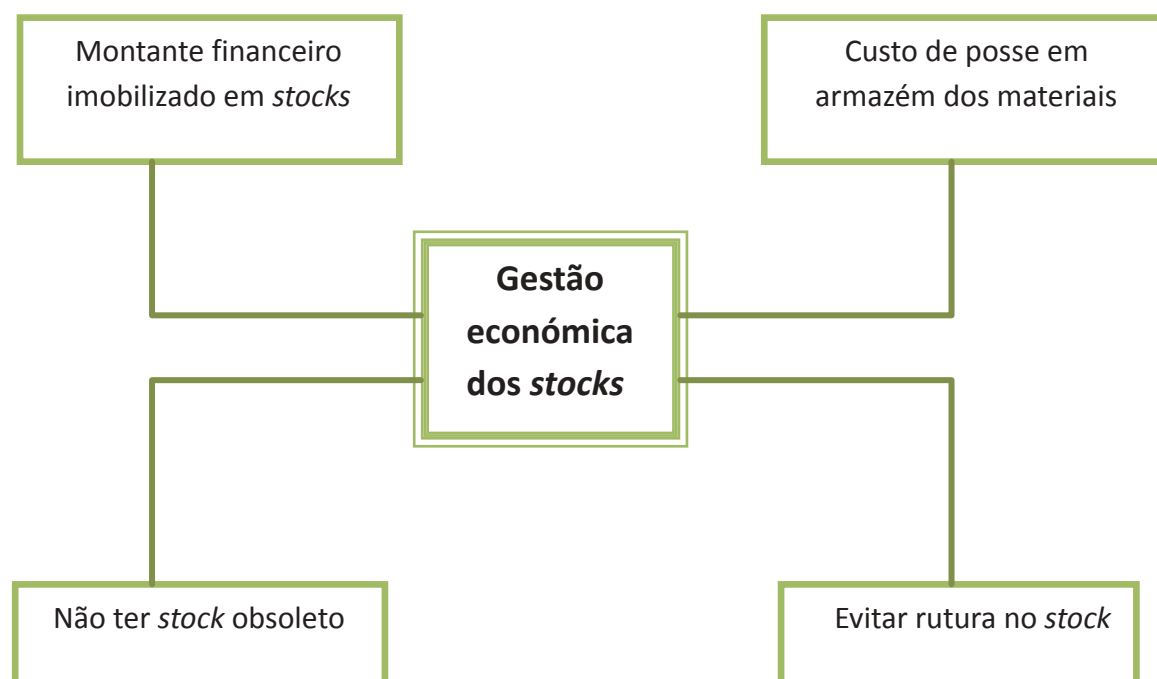 Montante financeiro
imobilizado em stocks
Custo de posse em
armazém dos materiais
Gestão
económica
dos stocks
Não ter stock obsoleto
Evitar rutura no stock